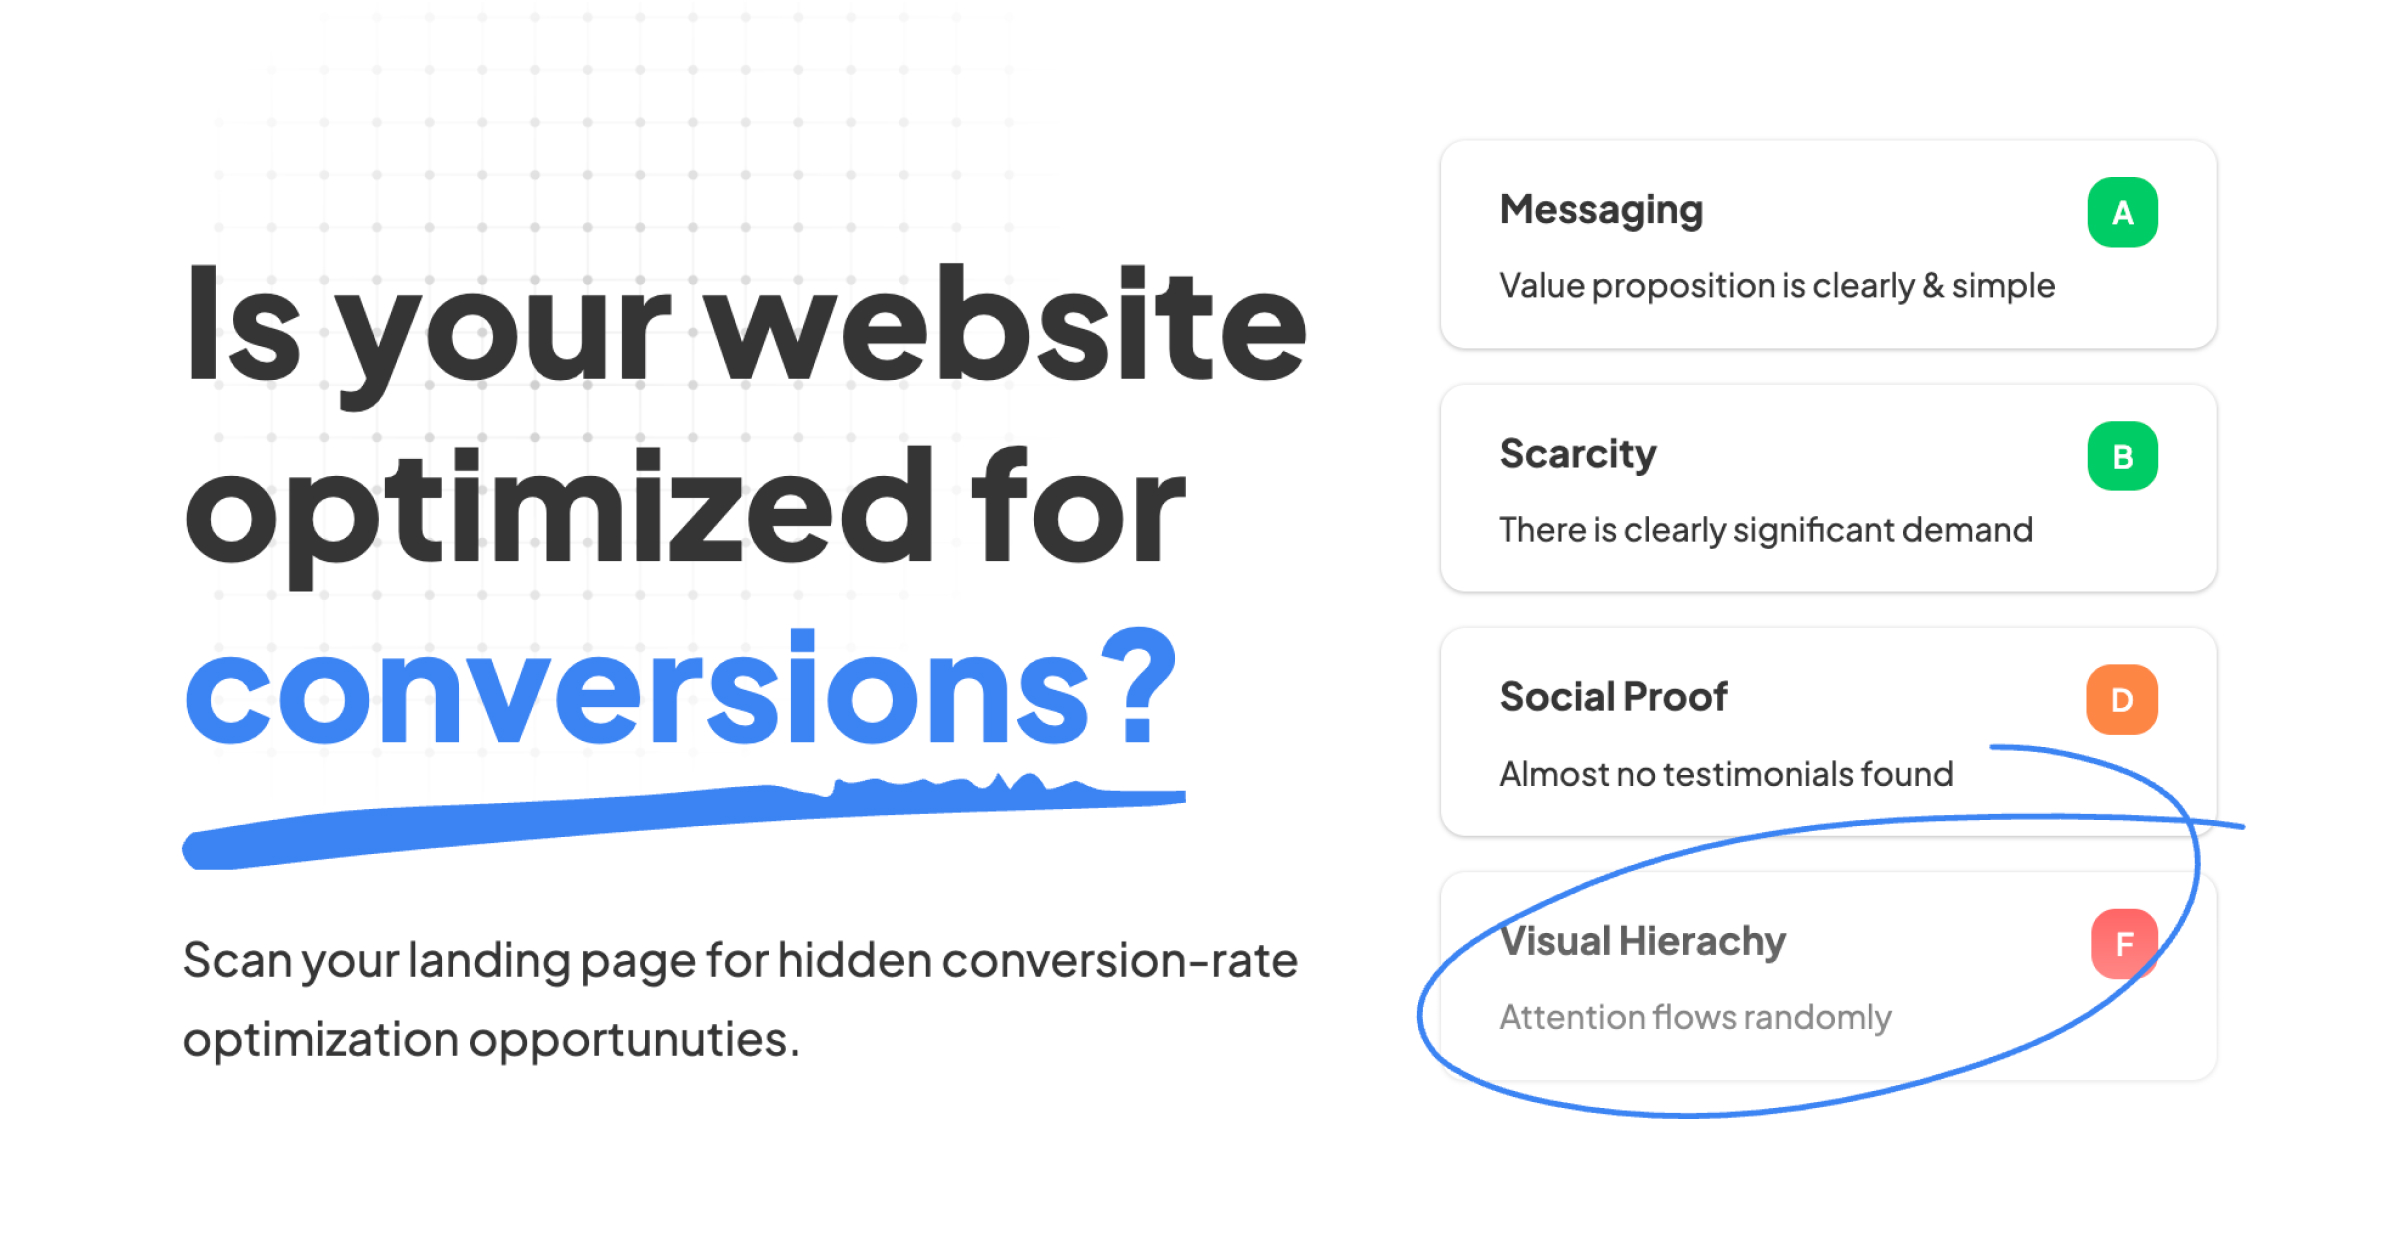 Is your website
optimized for
conversions?
Scan your landing page for hidden conversion-rate
optimization opportunuties.
Messaging
A
Value proposition is clearly & simple
Scarcity
B
There is clearly significant demand
Social Proof
D
Almost no testimonials found
Visual Hierachy
F
Attention flows randomly